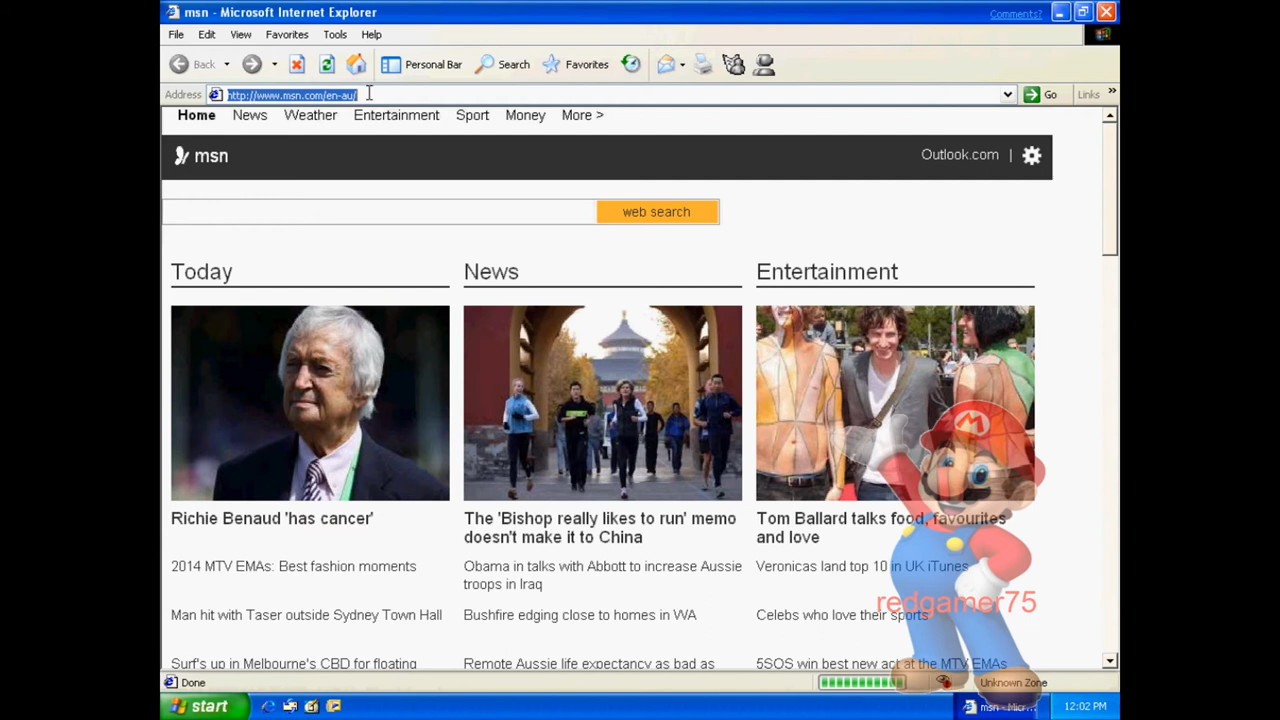 msn - Microsoft Internet Explorer
Comments?
File Edit View Favorites Tools Help
Back Personal Bar Search Favorites
Address http://www.msn.com/en-au/ Go Links »
Home News Weather Entertainment Sport Money More >
msn Outlook.com |
web search
Today News Entertainment
Richie Benaud 'has cancer'
2014 MTV EMAs: Best fashion moments
Man hit with Taser outside Sydney Town Hall
Surf's up in Melbourne's CBD for floating
The 'Bishop really likes to run' memo
doesn't make it to China
Obama in talks with Abbott to increase Aussie
troops in Iraq
Bushfire edging close to homes in WA
Remote Aussie life expectancy as bad as
Tom Ballard talks food, favourites
and love
Veronicas land top 10 in UK iTunes
Celebs who love their sports
5SOS win best new act at the MTV EMAs
M
redgamer75
Done Unknown Zone
start msn - Micr... 12:02 PM